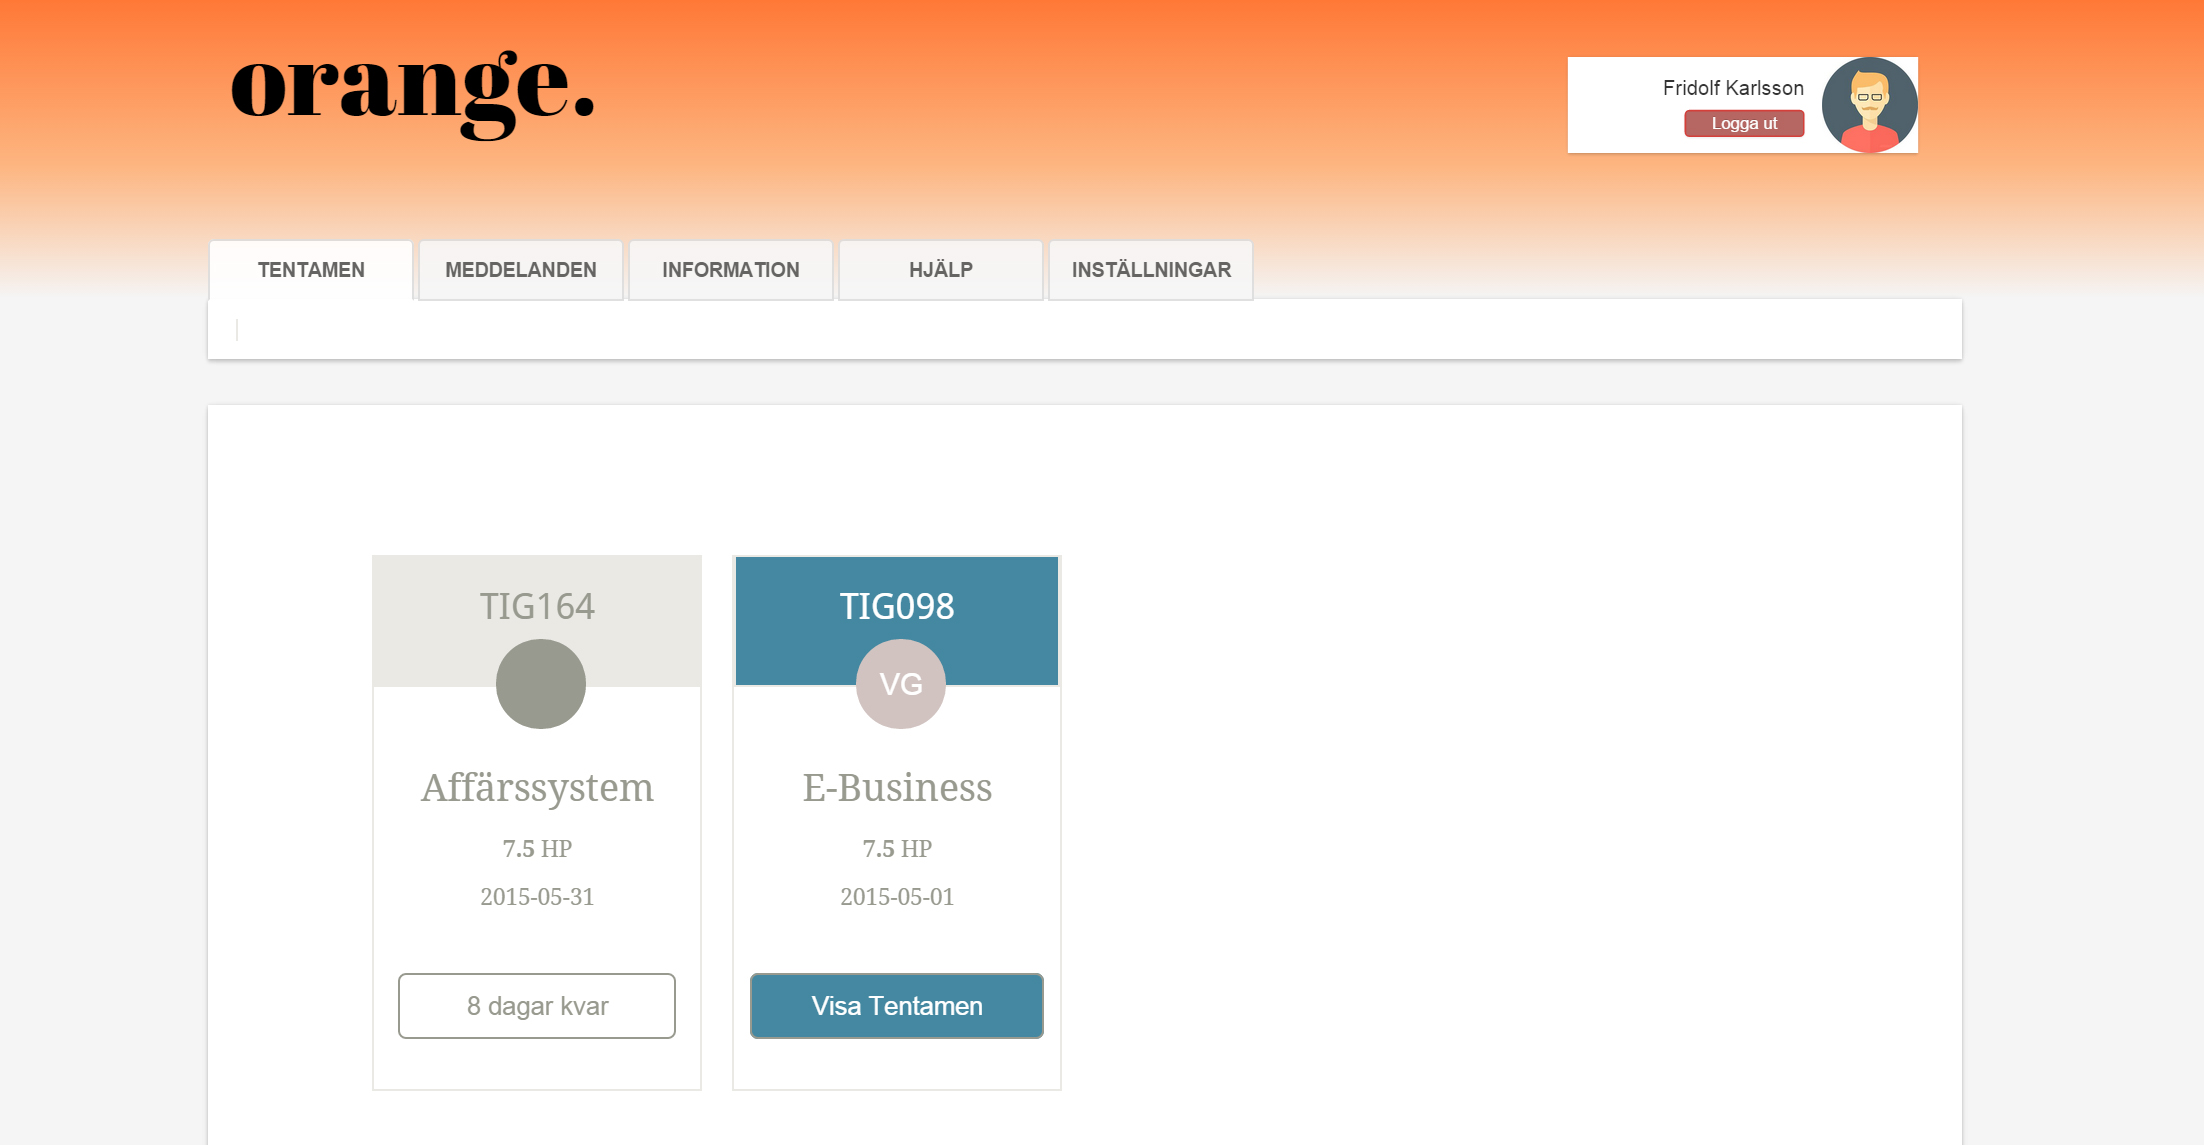 orange.
Fridolf Karlsson
Logga ut
TENTAMEN MEDDELANDEN INFORMATION HJÄLP INSTÄLLNINGAR
TIG164
Affärssystem
7.5 HP
2015-05-31
8 dagar kvar
TIG098
VG
E-Business
7.5 HP
2015-05-01
Visa Tentamen